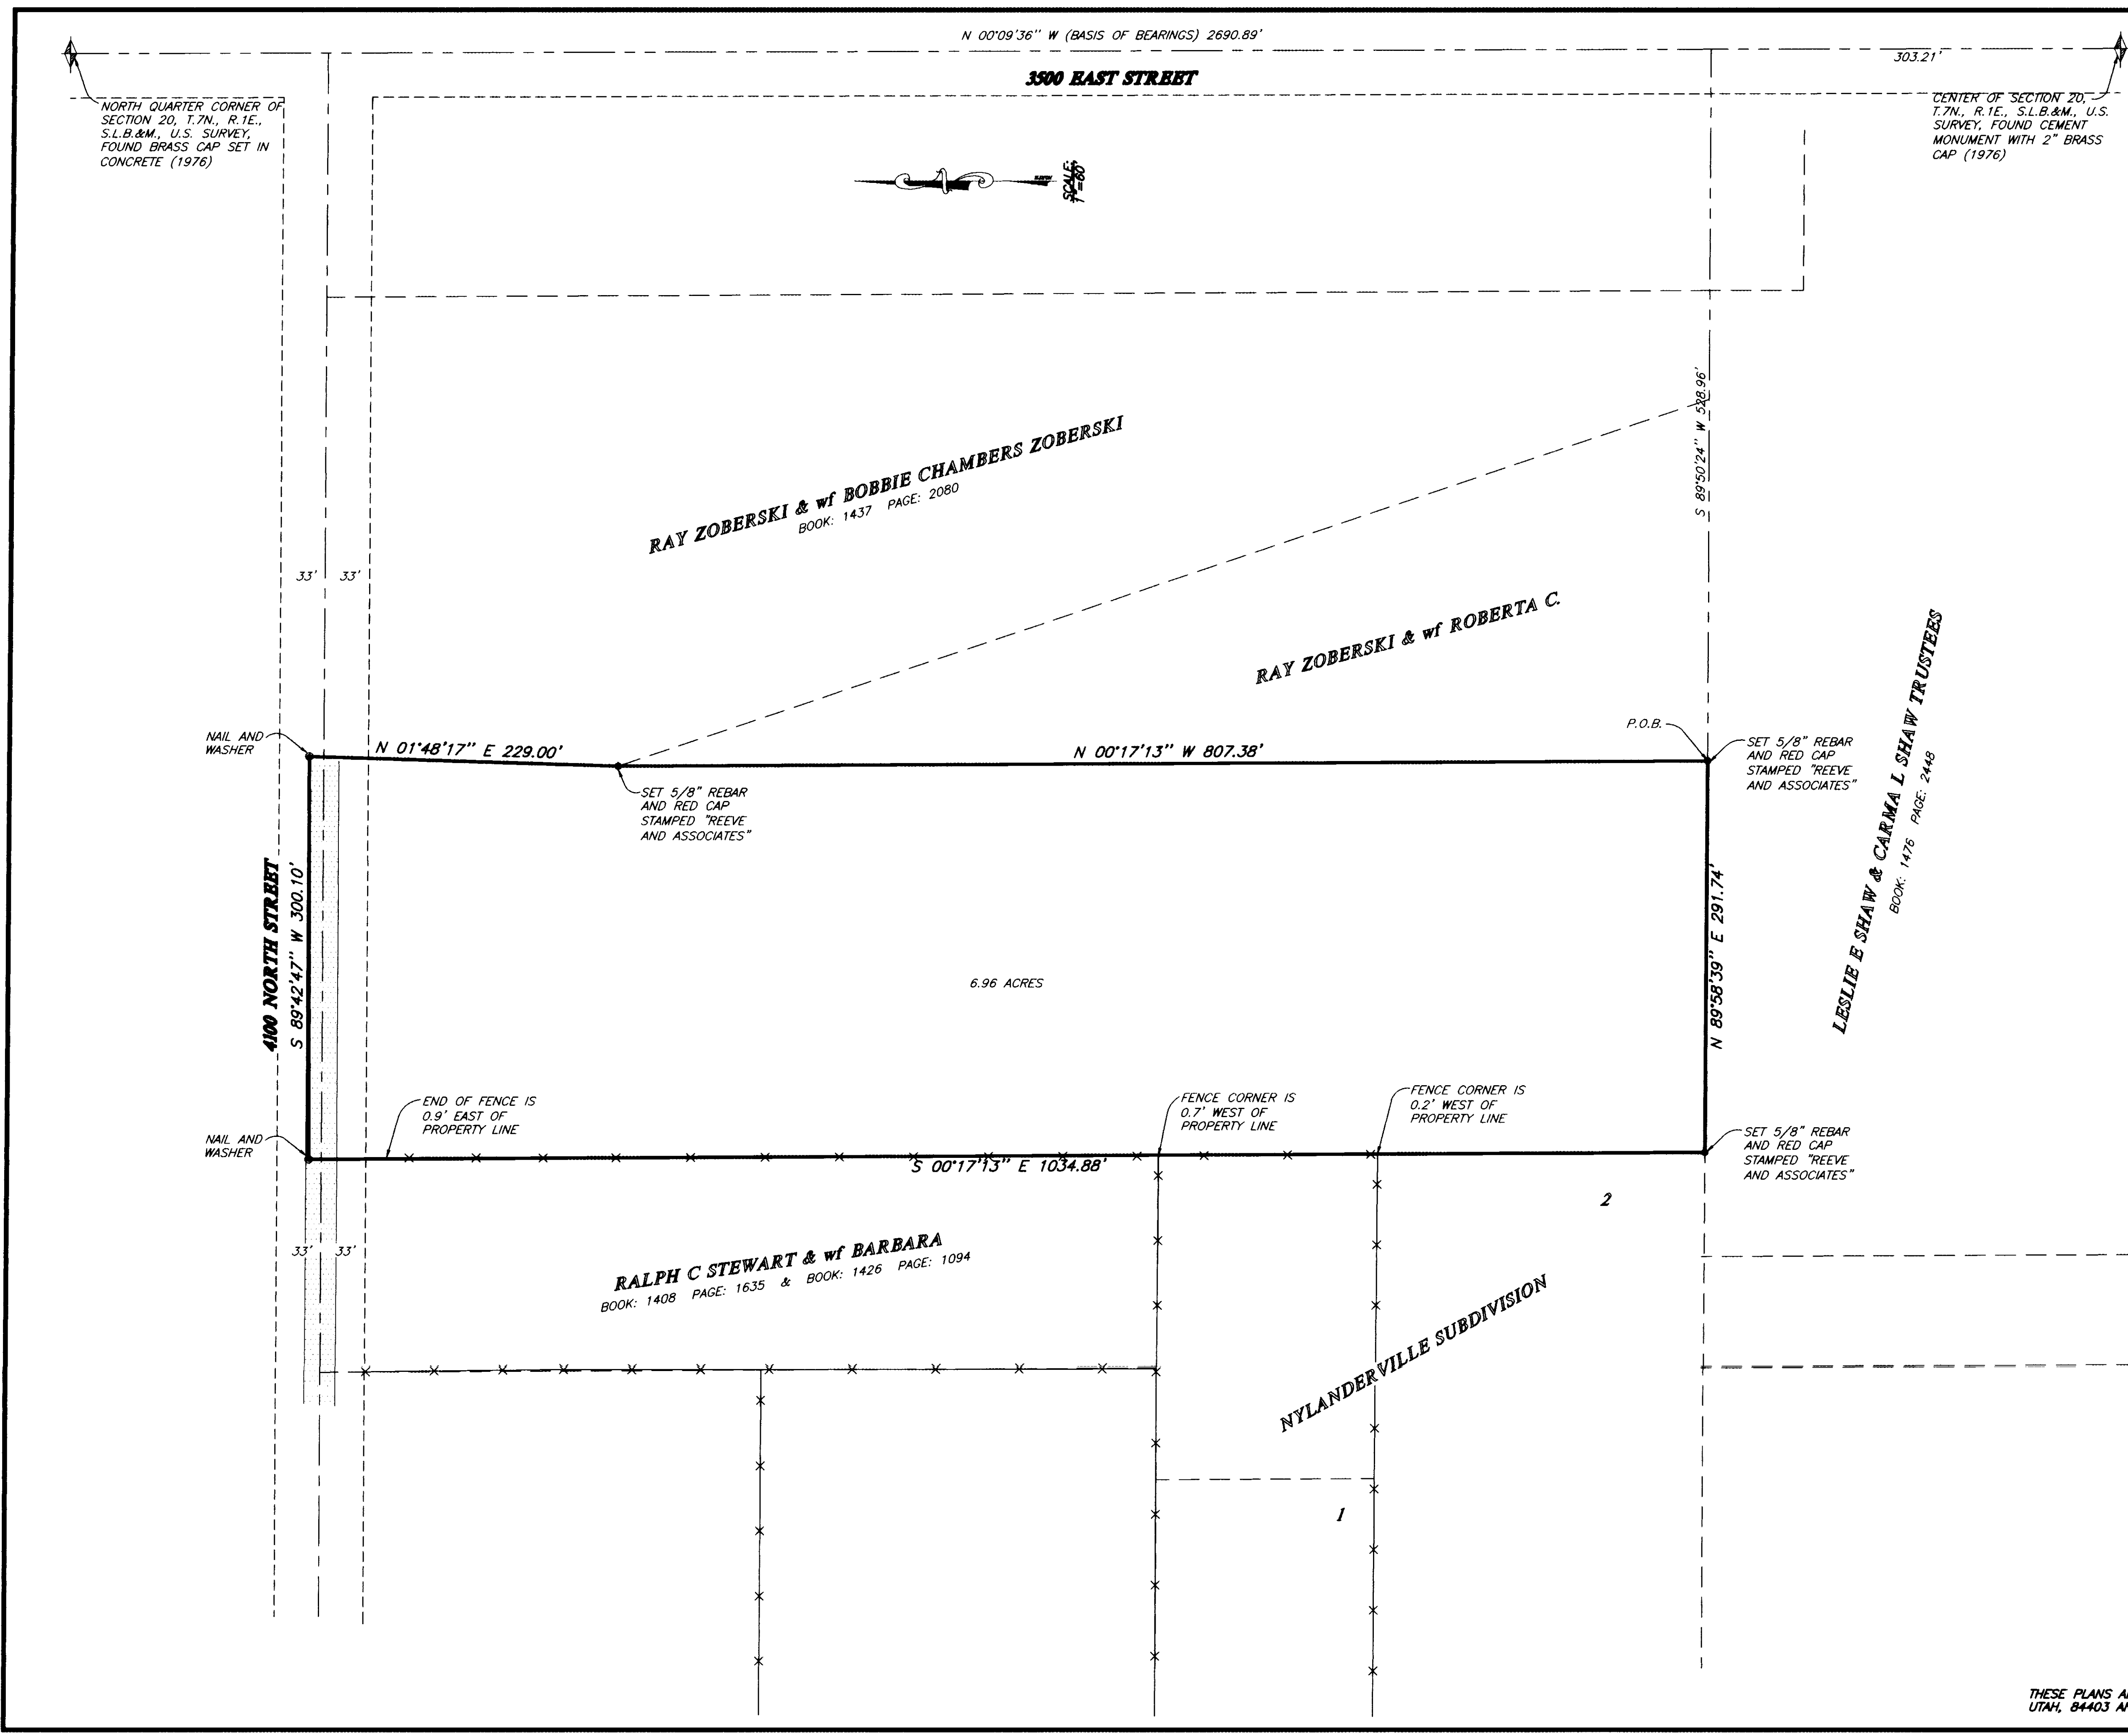 N 00°09'36" W (BASIS OF BEARINGS) 2690.89'
303.21'
3500 EAST STREET
NORTH QUARTER CORNER OF
SECTION 20, T.7N., R.1E.,
S.L.B.&M., U.S. SURVEY,
FOUND BRASS CAP SET IN
CONCRETE (1976)
CENTER OF SECTION 20,
T.7N., R.1E., S.L.B.&M., U.S.
SURVEY, FOUND CEMENT
MONUMENT WITH 2" BRASS
CAP (1976)
SCALE:
1"=60'
S 89°50'24" W 528.96'
RAY ZOBERSKI & wf BOBBIE CHAMBERS ZOBERSKI
BOOK: 1437 PAGE: 2080
33' 33'
RAY ZOBERSKI & wf ROBERTA C.
LESLIE E SHAW & CARMA L SHAW TRUSTEES
BOOK: 1476 PAGE: 2448
NAIL AND
WASHER
N 01°48'17" E 229.00'
N 00°17'13" W 807.38'
P.O.B.
SET 5/8" REBAR
AND RED CAP
STAMPED "REEVE
AND ASSOCIATES"
SET 5/8" REBAR
AND RED CAP
STAMPED "REEVE
AND ASSOCIATES"
4100 NORTH STREET
S 89°42'47" W 300.10'
N 89°58'39" E 291.74'
6.96 ACRES
END OF FENCE IS
0.9' EAST OF
PROPERTY LINE
FENCE CORNER IS
0.7' WEST OF
PROPERTY LINE
FENCE CORNER IS
0.2' WEST OF
PROPERTY LINE
NAIL AND
WASHER
S 00°17'13" E 1034.88'
SET 5/8" REBAR
AND RED CAP
STAMPED "REEVE
AND ASSOCIATES"
2
33' 33'
RALPH C STEWART & wf BARBARA
BOOK: 1408 PAGE: 1635 & BOOK: 1426 PAGE: 1094
NYLANDERVILLE SUBDIVISION
1
THESE PLANS A
UTAH, 84403 A